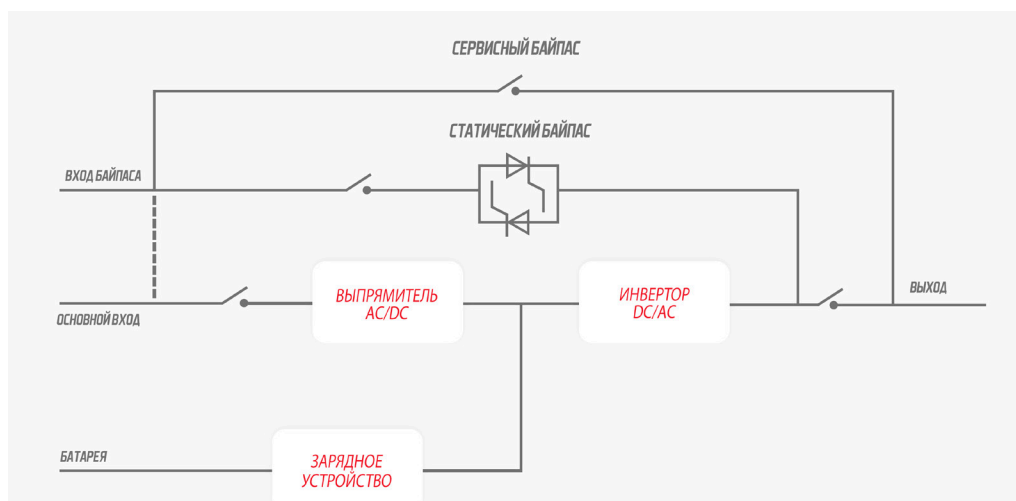 СЕРВИСНЫЙ БАЙПАС
СТАТИЧЕСКИЙ БАЙПАС
ВХОД БАЙПАСА
ВЫПРЯМИТЕЛЬ
AC/DC
ИНВЕРТОР
DC/AC
ВЫХОД
ОСНОВНОЙ ВХОД
БАТАРЕЯ
ЗАРЯДНОЕ
УСТРОЙСТВО